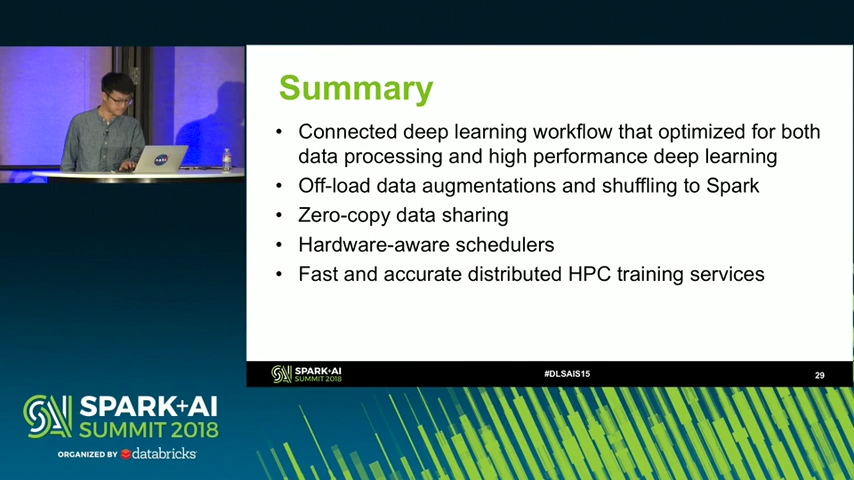 Summary
• Connected deep learning workflow that optimized for both
data processing and high performance deep learning
• Off-load data augmentations and shuffling to Spark
• Zero-copy data sharing
• Hardware-aware schedulers
• Fast and accurate distributed HPC training services
SPARK+AI
SUMMIT 2018
#DLSAIS15
29
SPARK+AI
SUMMIT 2018
ORGANIZED BY databricks